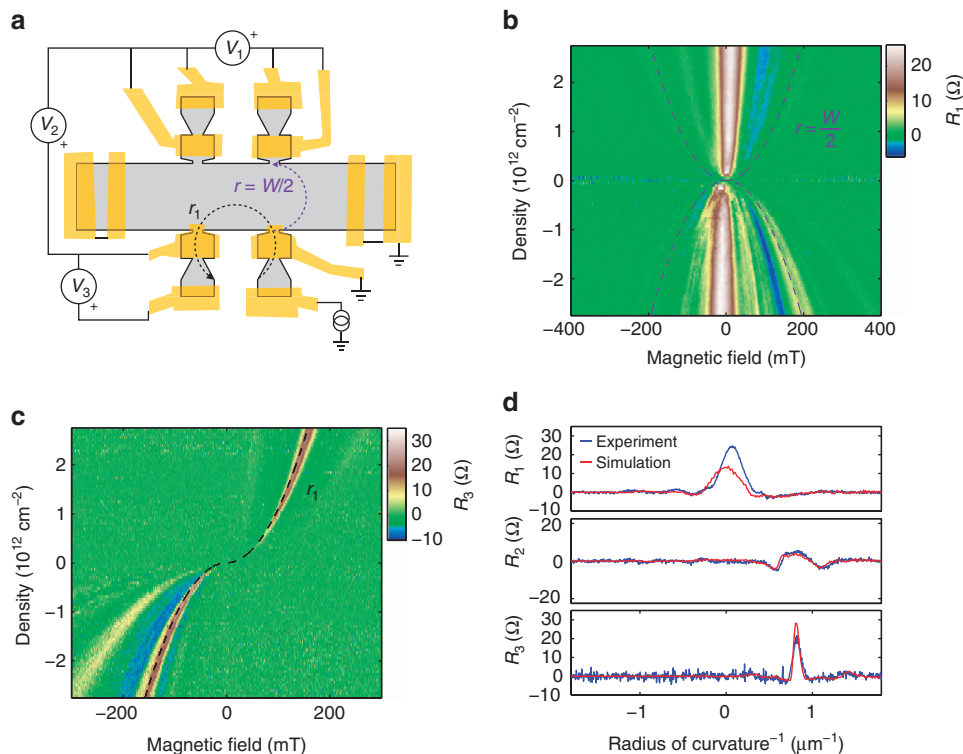 a
V1
+
V2
+
V3
+
r1
r = W/2
b
Density (10^12 cm−2)
2
1
0
−1
−2
r = W/2
20
10
0
R1 (Ω)
−400
−200
0
200
400
Magnetic field (mT)
c
Density (10^12 cm−2)
2
1
0
−1
−2
r1
30
20
10
0
−10
R3 (Ω)
−200
0
200
Magnetic field (mT)
d
R1 (Ω)
30
20
10
0
−10
Experiment
Simulation
R2 (Ω)
20
0
−20
R3 (Ω)
30
20
10
0
−10
−1
0
1
Radius of curvature−1 (μm−1)